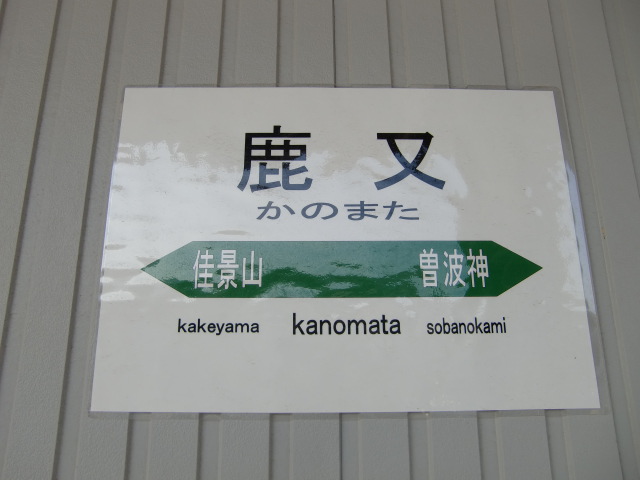 鹿又
かのまた
佳景山 曽波神
kakeyama kanomata sobanokami